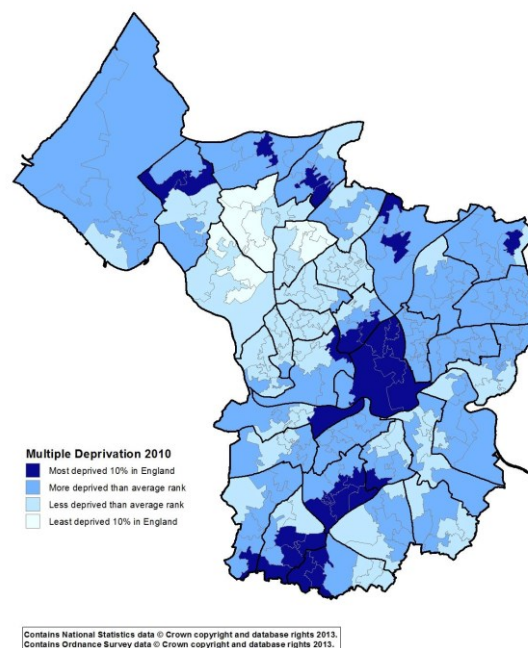 Multiple Deprivation 2010
Most deprived 10% in England
More deprived than average rank
Less deprived than average rank
Least deprived 10% in England
Contains National Statistics data © Crown copyright and database rights 2013.
Contains Ordnance Survey data © Crown copyright and database rights 2013.